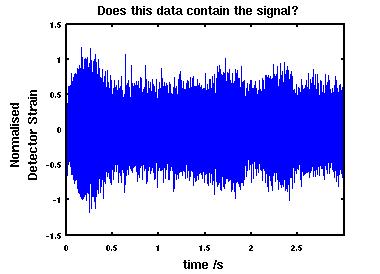 Does this data contain the signal?
1.5
1
0.5
0
-0.5
-1
-1.5
Normalised
Detector Strain
0 0.5 1 1.5 2 2.5
time /s